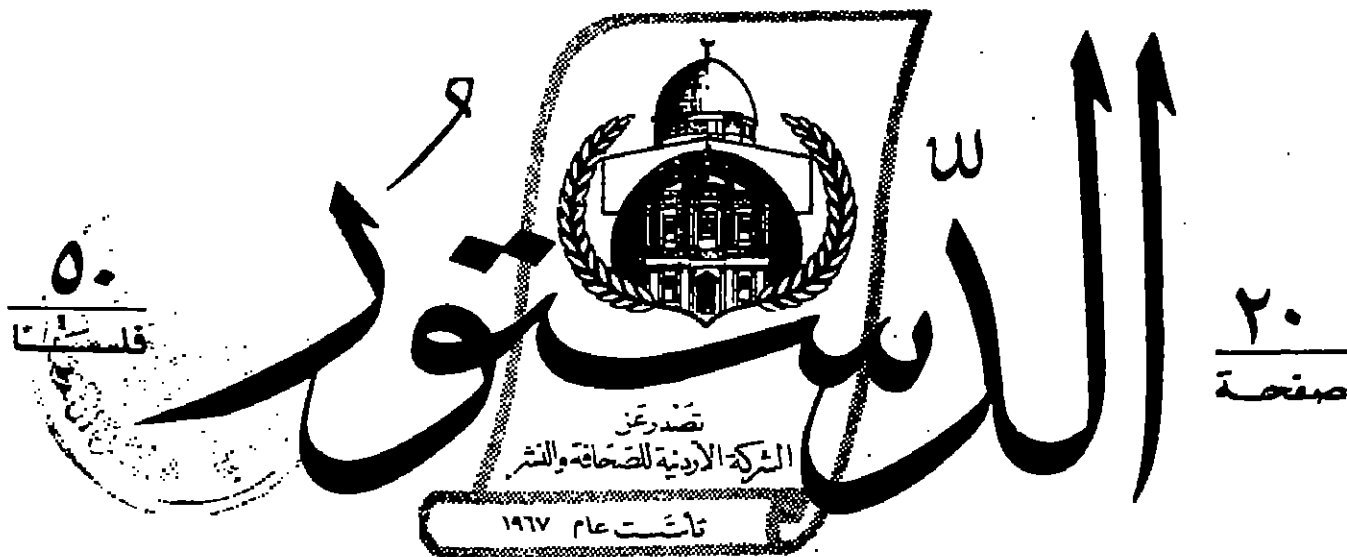 الدستور
٢٠
صفحة
٥٠
فلسا
تصدر عن
الشركة الأردنية للصحافة والنشر
تأسست عام ١٩٦٧